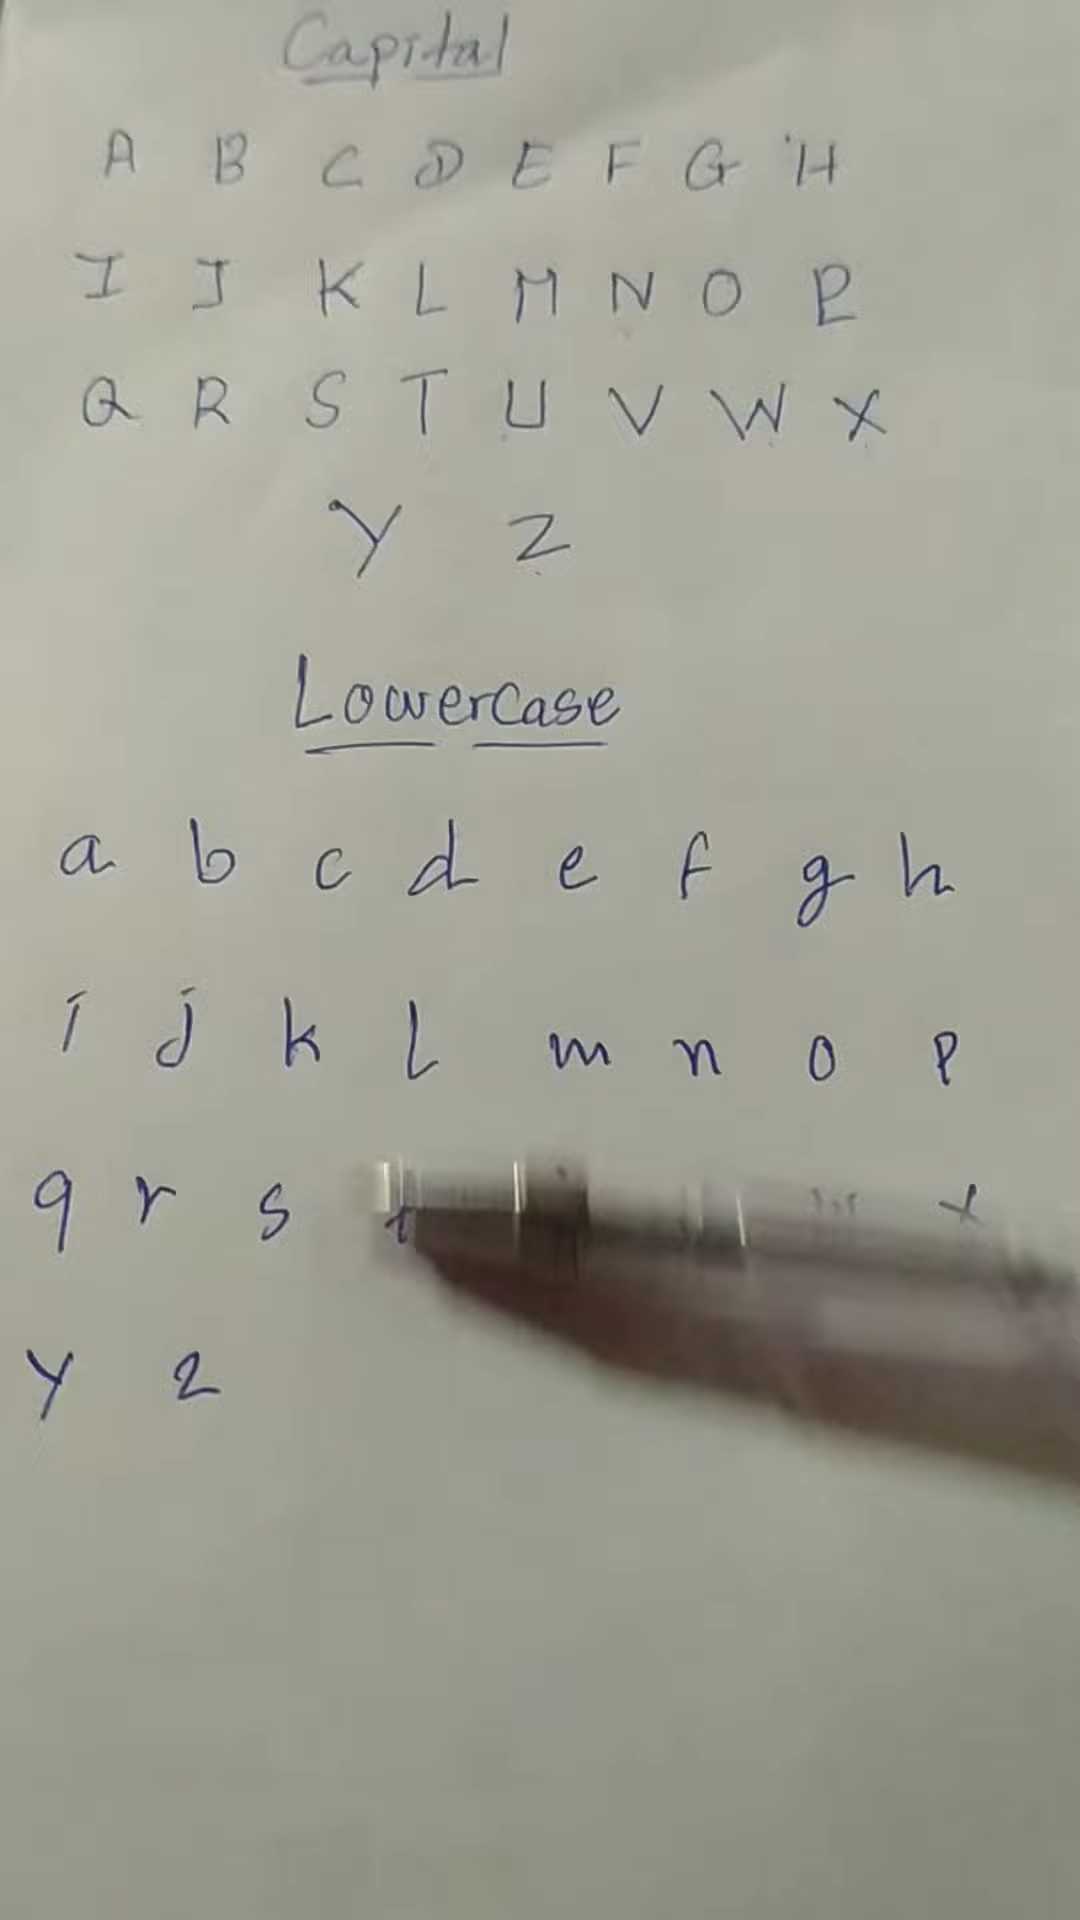 Capital
A B C D E F G H
I J K L M N O P
Q R S T U V W X
Y Z
Lowercase
a b c d e f g h
i j k l m n o p
q r s t x
y z